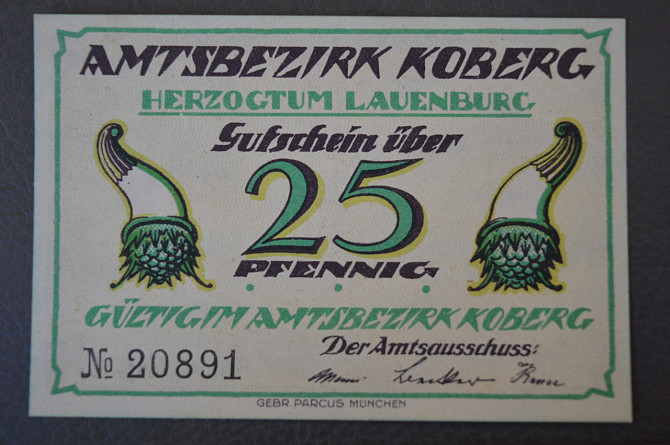 AMTSBEZIRK KOBERG
HERZOGTUM LAUENBURG
Gutschein über
25
PFENNIG
GÜLTIG IM AMTSBEZIRK KOBERG
Der Amtsausschuss:
№ 20891
GEBR. PARCUS MÜNCHEN